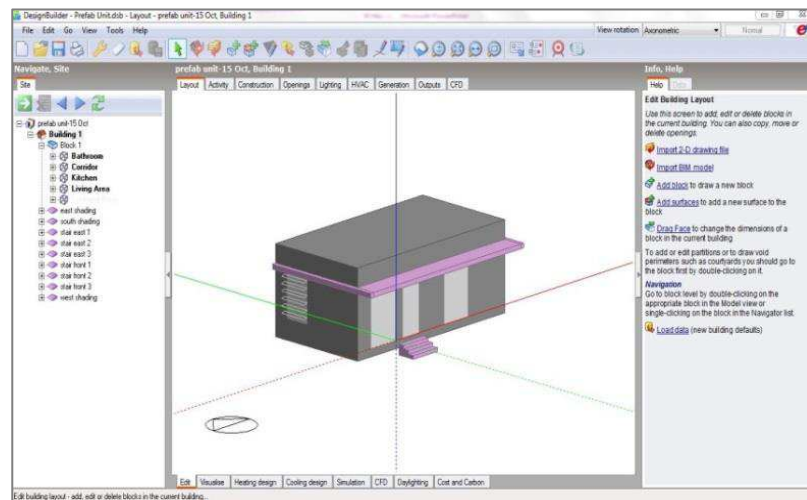 DesignBuilder - Prefab Unit.dsb - Layout - prefab unit-15 Oct, Building 1
File Edit Go View Tools Help
View rotation Axonometric Normal
Navigate, Site
Site
prefab unit-15 Oct
Building 1
Block 1
Bathroom
Corridor
Kitchen
Living Area
east shading
south shading
stair east 1
stair east 2
stair east 3
stair front 1
stair front 2
stair front 3
west shading
prefab unit-15 Oct, Building 1
Layout Activity Construction Openings Lighting HVAC Generation Outputs CFD
Edit Visualise Heating design Cooling design Simulation CFD Daylighting Cost and Carbon
Info, Help
Help Data
Edit Building Layout
Use this screen to add, edit or delete blocks in
the current building. You can also copy, move or
delete openings.
Import 2-D drawing file
Import BIM model
Add block to draw a new block
Add surfaces to add a new surface to the
block
Drag Face to change the dimensions of a
block in the current building
To add or edit partitions or to draw void
perimeters such as courtyards you should go to
the block first by double-clicking on it.
Navigation
Go to block level by double-clicking on the
appropriate block in the Model view or
single-clicking on the block in the Navigator list.
Load data (new building defaults)
Edit building layout - add, edit or delete blocks in the current building...